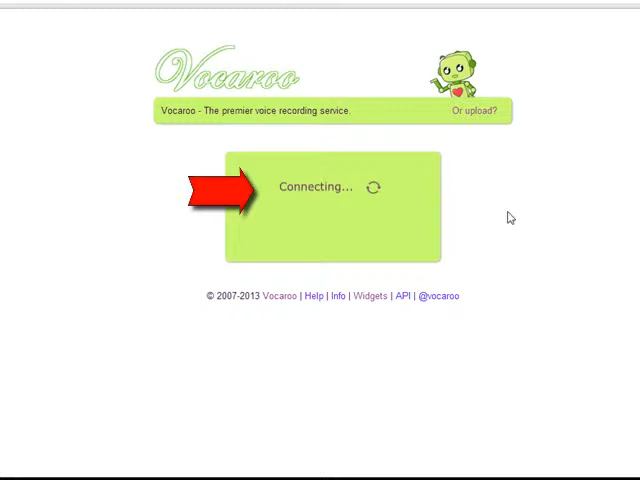 Vocaroo
Vocaroo - The premier voice recording service.
Or upload?
Connecting...
© 2007-2013 Vocaroo | Help | Info | Widgets | API | @vocaroo